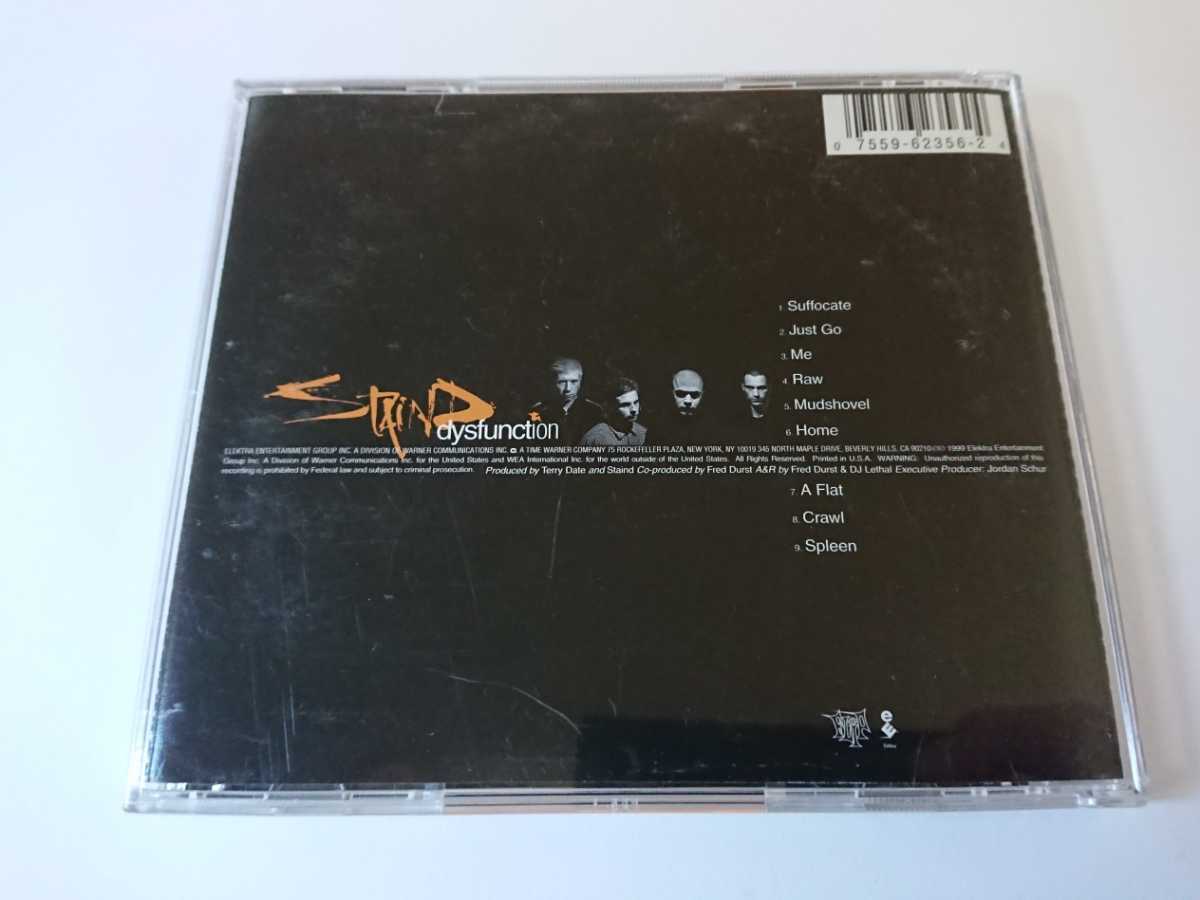 0 7559-62356-2 4
1 Suffocate
2. Just Go
3. Me
4 Raw
5. Mudshovel
6. Home
STAIND
dysfunction
ELEKTRA ENTERTAINMENT GROUP INC. A DIVISION OF WARNER COMMUNICATIONS INC. A TIME WARNER COMPANY 75 ROCKEFELLER PLAZA, NEW YORK, NY 10019 345 NORTH MAPLE DRIVE, BEVERLY HILLS, CA 90210 1999 Elektra Entertainment
Group Inc. A Division of Warner Communications Inc. for the United States and WEA International Inc. for the world outside of the United States. All Rights Reserved. Printed in U.S.A. WARNING: Unauthorized reproduction of this
recording is prohibited by Federal law and subject to criminal prosecution. Produced by Terry Date and Staind Co-produced by Fred Durst A&R by Fred Durst & DJ Lethal Executive Producer: Jordan Schur
7. A Flat
8. Crawl
9. Spleen